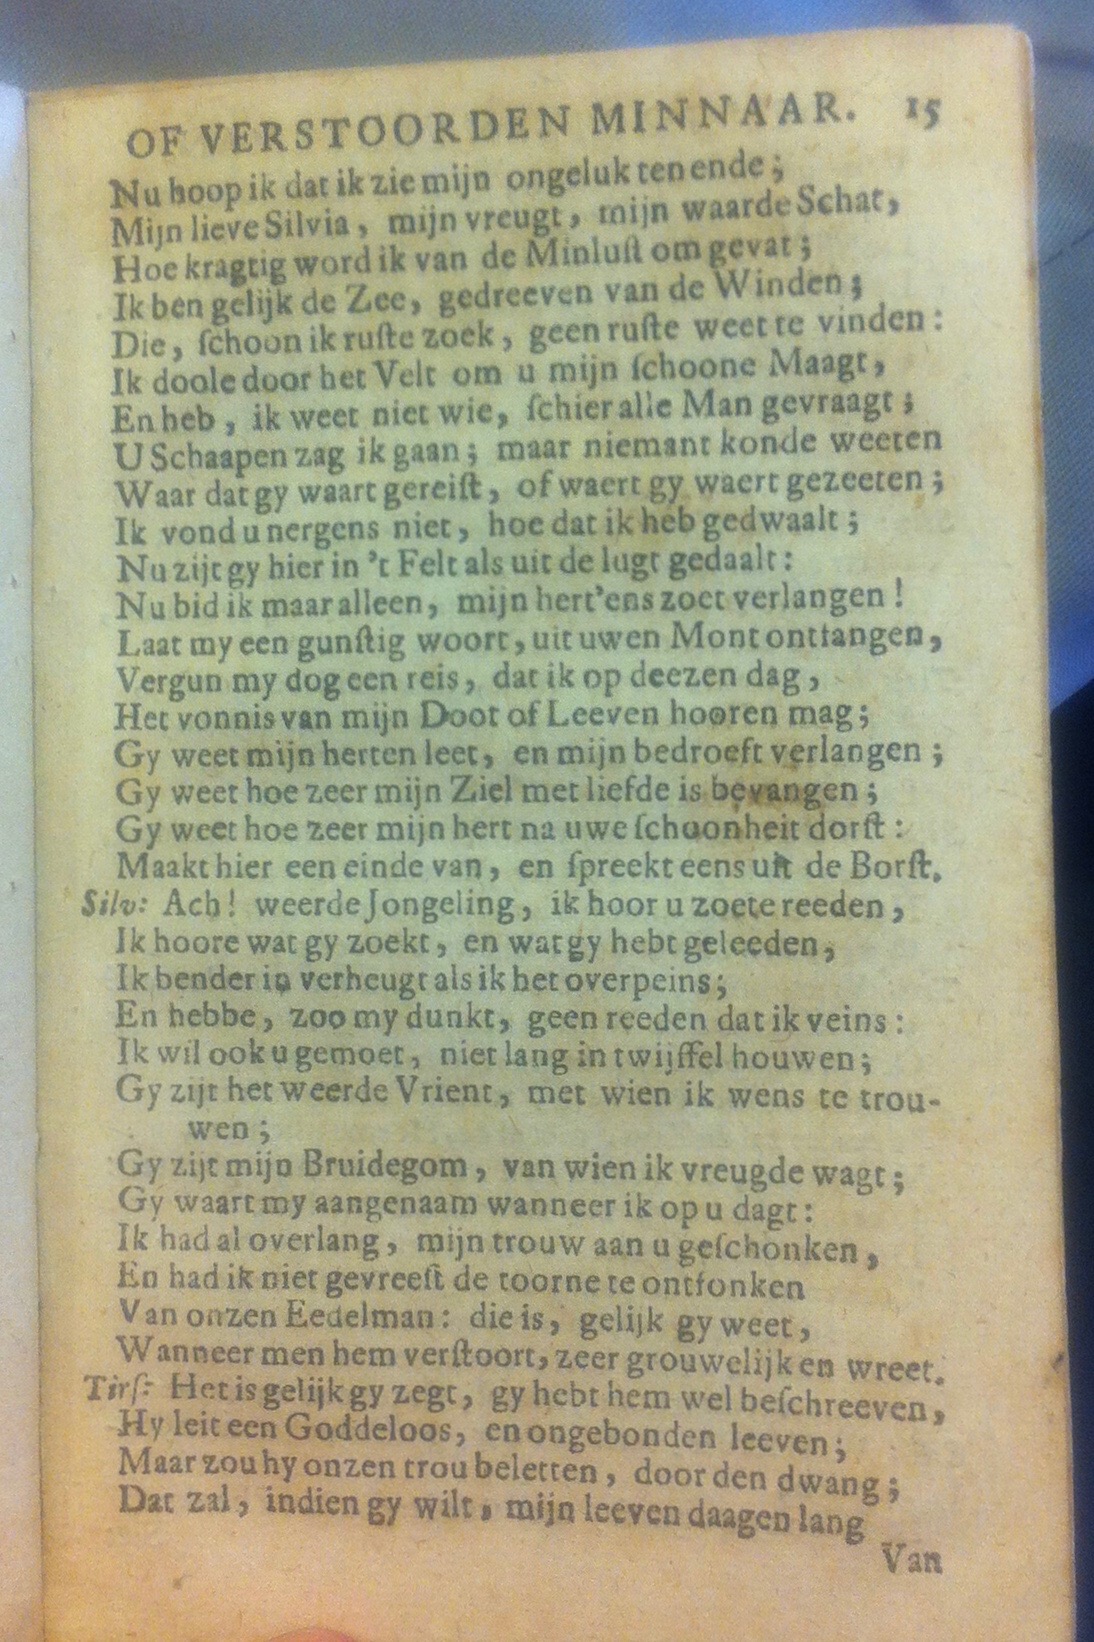 OF VERSTOORDEN MINNAAR. 15
Nu hoop ik dat ik zie mijn ongeluk ten ende;
Mijn lieve Silvia, mijn vreugt, mijn waarde Schat,
Hoe kragtig word ik van de Minluſt om gevat;
Ik ben gelijk de Zee, gedreeven van de Winden;
Die, ſchoon ik ruſte zoek, geen ruſte weet te vinden:
Ik doole door het Velt om u mijn ſchoone Maagt,
En heb, ik weet niet wie, ſchier alle Man gevraagt;
U Schaapen zag ik gaan; maar niemant konde weeten
Waar dat gy waart gereiſt, of waert gy waert gezeeten;
Ik vond u nergens niet, hoe dat ik heb gedwaalt;
Nu zijt gy hier in 't Felt als uit de lugt gedaalt:
Nu bid ik maar alleen, mijn hert'ens zoet verlangen!
Laat my een gunſtig woort, uit uwen Mont ontfangen,
Vergun my dog een reis, dat ik op deezen dag,
Het vonnis van mijn Doot of Leeven hooren mag;
Gy weet mijn herten leet, en mijn bedroeft verlangen;
Gy weet hoe zeer mijn Ziel met liefde is bevangen;
Gy weet hoe zeer mijn hert na uwe ſchoonheit dorſt:
Maakt hier een einde van, en ſpreekt eens uit de Borſt.
Silv: Ach! weerde Jongeling, ik hoor u zoete reeden,
Ik hoore wat gy zoekt, en wat gy hebt geleeden,
Ik bender in verheugt als ik het overpeins;
En hebbe, zoo my dunkt, geen reeden dat ik veins:
Ik wil ook u gemoet, niet lang in twijffel houwen;
Gy zijt het weerde Vrient, met wien ik wens te trou-
wen;
Gy zijt mijn Bruidegom, van wien ik vreugde wagt;
Gy waart my aangenaam wanneer ik op u dagt:
Ik had al overlang, mijn trouw aan u geſchonken,
En had ik niet gevreeſt de toorne te ontfonken
Van onzen Eedelman: die is, gelijk gy weet,
Wanneer men hem verſtoort, zeer grouwelijk en wreet.
Tirſ: Het is gelijk gy zegt, gy hebt hem wel beſchreeven,
Hy leit een Goddeloos, en ongebonden leeven;
Maar zou hy onzen trou beletten, door den dwang;
Dat zal, indien gy wilt, mijn leeven daagen lang
Van